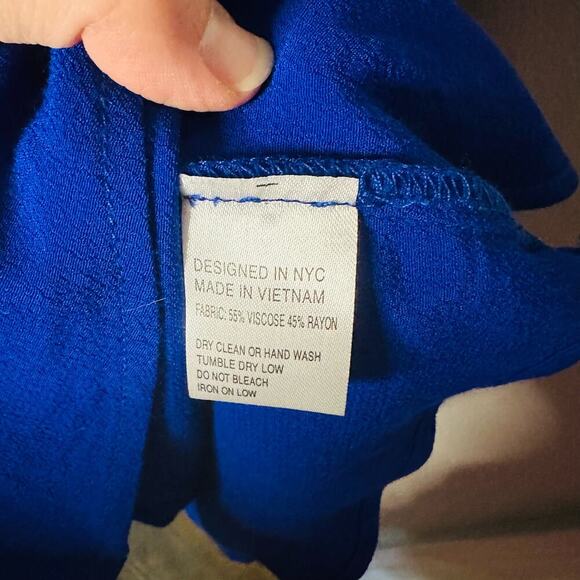 DESIGNED IN NYC
MADE IN VIETNAM
FABRIC: 55% VISCOSE 45% RAYON
DRY CLEAN OR HAND WASH
TUMBLE DRY LOW
DO NOT BLEACH
IRON ON LOW